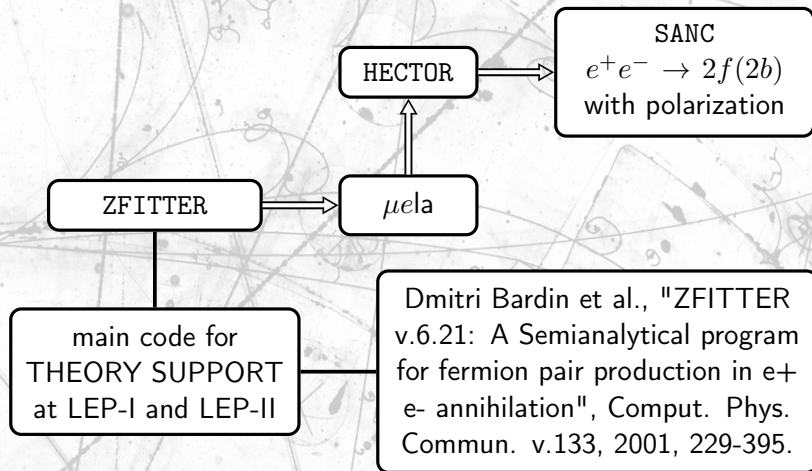 SANC
e⁺e⁻ → 2f(2b)
with polarization
HECTOR
ZFITTER
μela
main code for
THEORY SUPPORT
at LEP-I and LEP-II
Dmitri Bardin et al., "ZFITTER
v.6.21: A Semianalytical program
for fermion pair production in e+
e- annihilation", Comput. Phys.
Commun. v.133, 2001, 229-395.